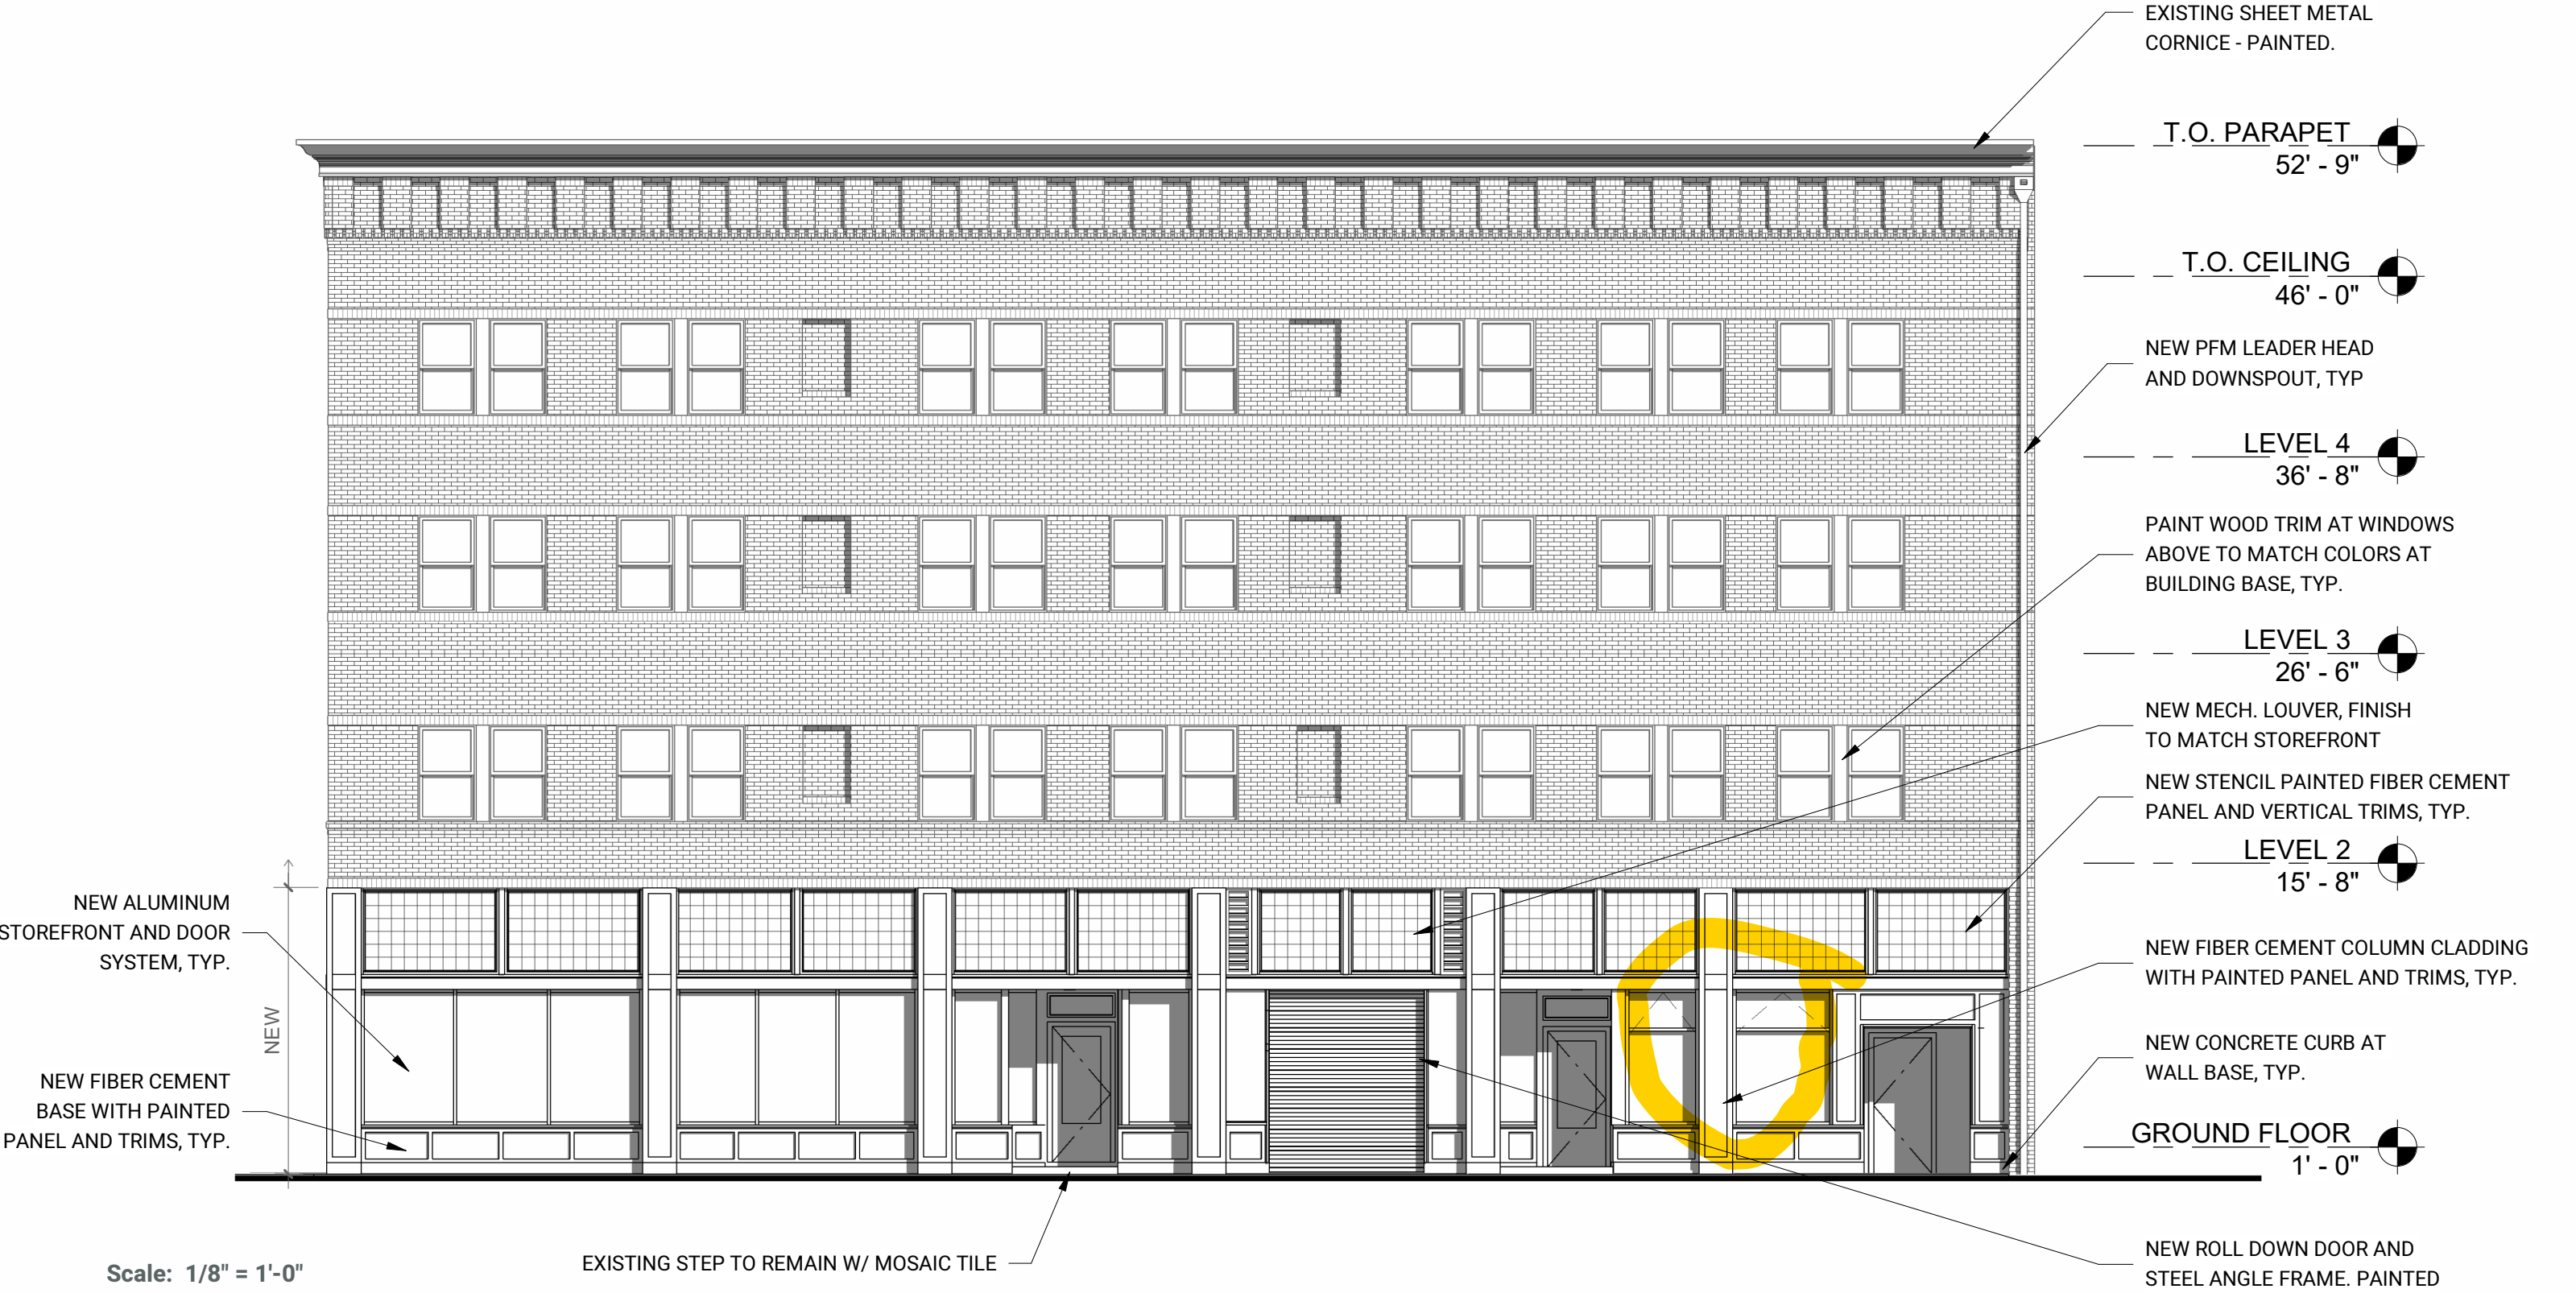 EXISTING SHEET METAL
CORNICE - PAINTED.
T.O. PARAPET
52' - 9"
T.O. CEILING
46' - 0"
NEW PFM LEADER HEAD
AND DOWNSPOUT, TYP
LEVEL 4
36' - 8"
PAINT WOOD TRIM AT WINDOWS
ABOVE TO MATCH COLORS AT
BUILDING BASE, TYP.
LEVEL 3
26' - 6"
NEW MECH. LOUVER, FINISH
TO MATCH STOREFRONT
NEW STENCIL PAINTED FIBER CEMENT
PANEL AND VERTICAL TRIMS, TYP.
LEVEL 2
15' - 8"
NEW FIBER CEMENT COLUMN CLADDING
WITH PAINTED PANEL AND TRIMS, TYP.
NEW CONCRETE CURB AT
WALL BASE, TYP.
GROUND FLOOR
1' - 0"
NEW ROLL DOWN DOOR AND
STEEL ANGLE FRAME. PAINTED
NEW ALUMINUM
STOREFRONT AND DOOR
SYSTEM, TYP.
NEW
NEW FIBER CEMENT
BASE WITH PAINTED
PANEL AND TRIMS, TYP.
EXISTING STEP TO REMAIN W/ MOSAIC TILE
Scale: 1/8" = 1'-0"